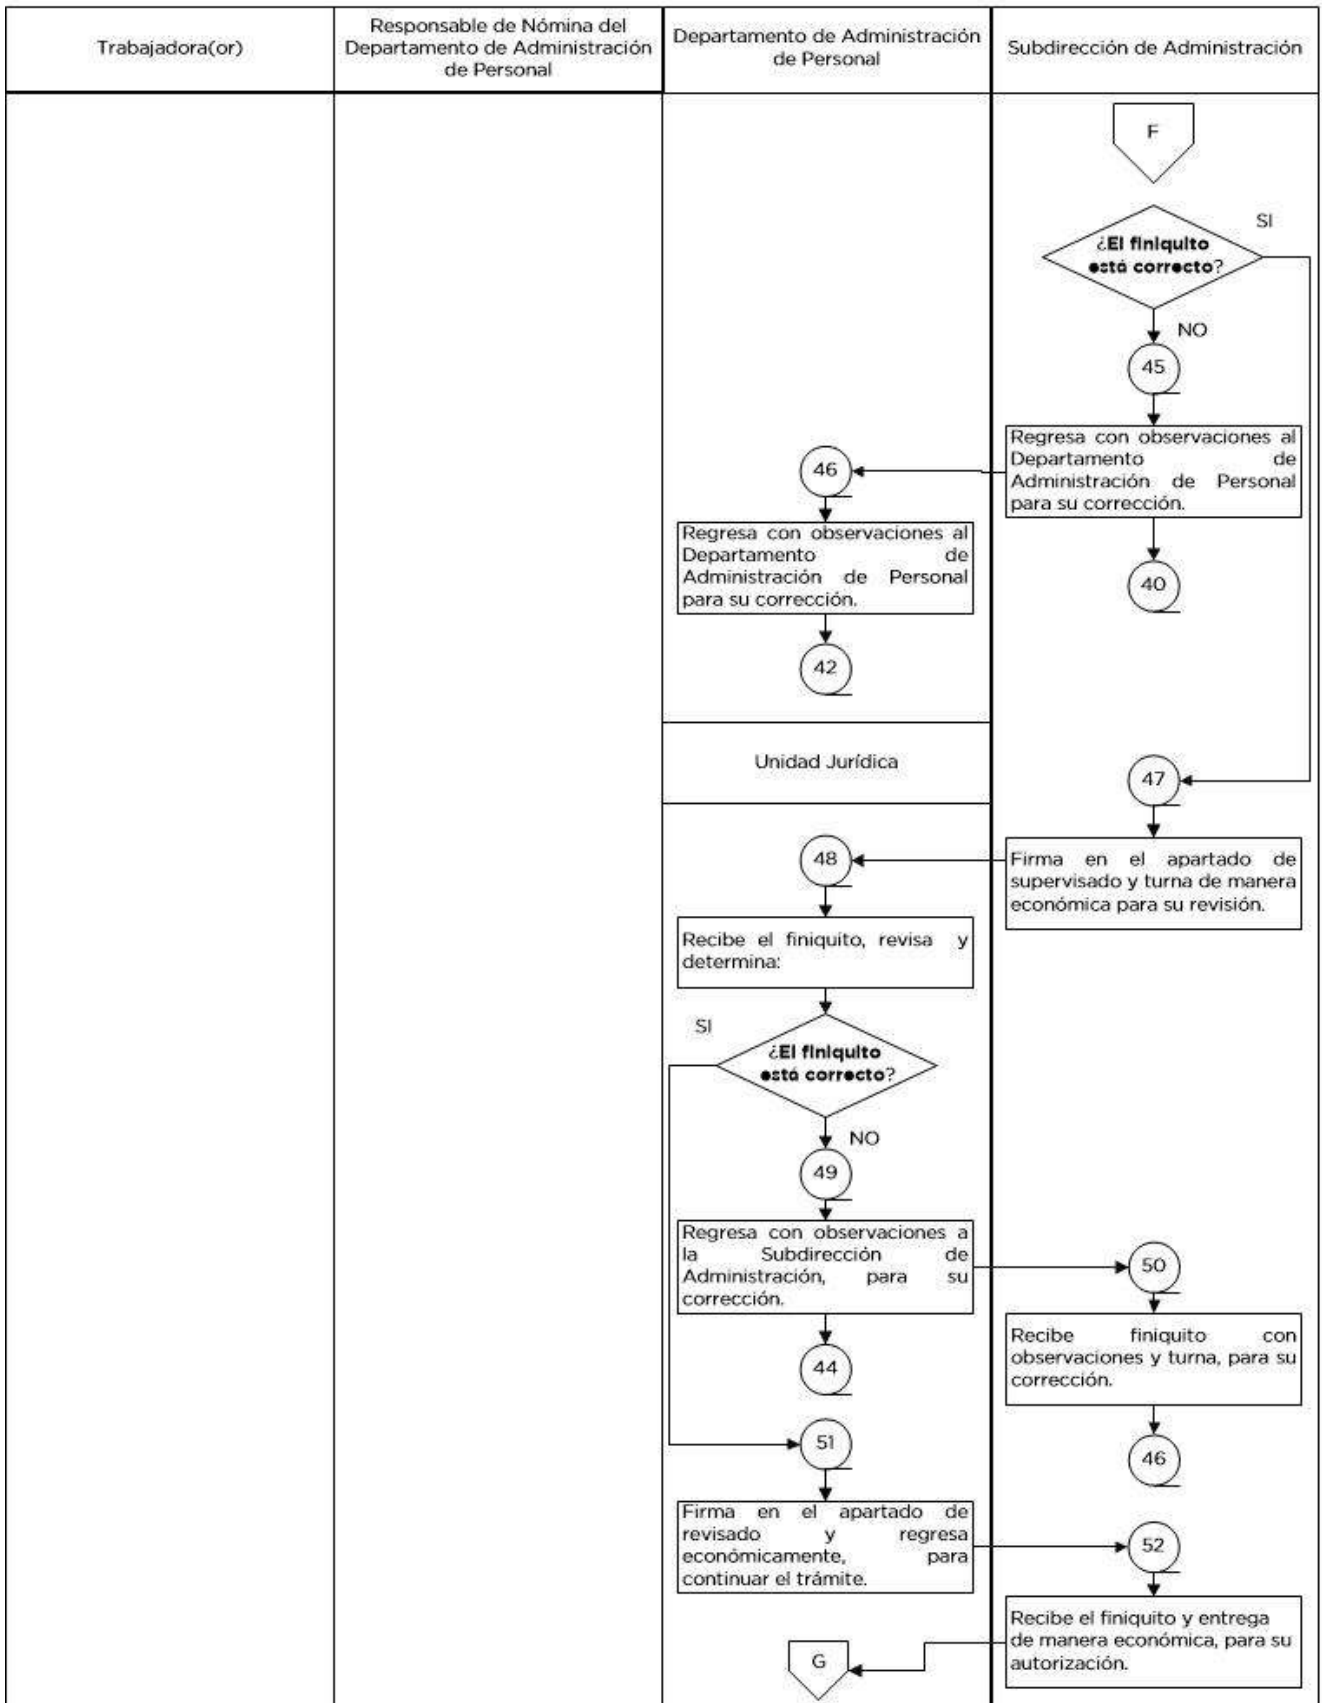 Trabajadora(or)
Responsable de Nómina del
Departamento de Administración
de Personal
Departamento de Administración
de Personal
Subdirección de Administración
F
¿El finiquito
está correcto?
SI
NO
45
Regresa con observaciones al
Departamento de
Administración de Personal
para su corrección.
46
Regresa con observaciones al
Departamento de
Administración de Personal
para su corrección.
40
42
Unidad Jurídica
47
48
Firma en el apartado de
supervisado y turna de manera
económica para su revisión.
Recibe el finiquito, revisa y
determina:
SI
¿El finiquito
está correcto?
NO
49
Regresa con observaciones a
la Subdirección de
Administración, para su
corrección.
50
Recibe finiquito con
observaciones y turna, para su
corrección.
44
51
46
Firma en el apartado de
revisado y regresa
económicamente, para
continuar el trámite.
52
Recibe el finiquito y entrega
de manera económica, para su
autorización.
G